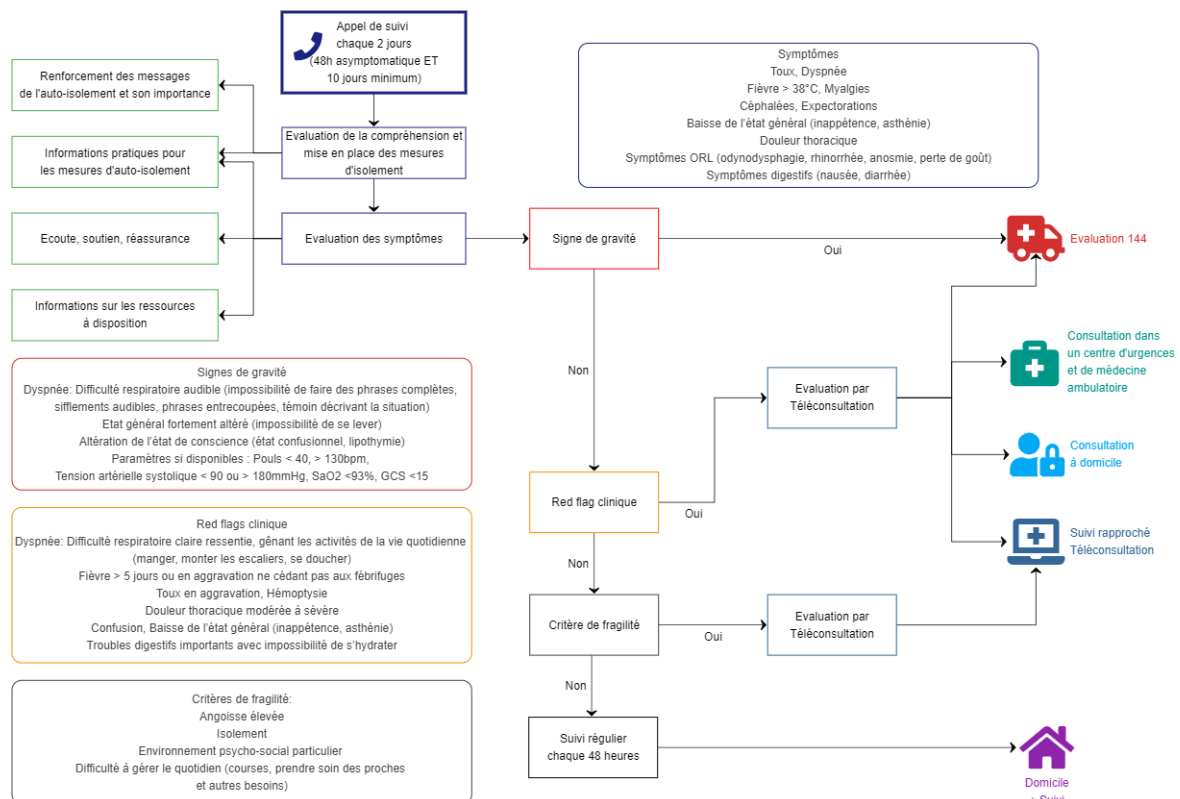 Appel de suivi
chaque 2 jours
(48h asymptomatique ET
10 jours minimum)
Renforcement des messages
de l'auto-isolement et son importance
Evaluation de la compréhension et
mise en place des mesures
d'isolement
Informations pratiques pour
les mesures d'auto-isolement
Symptômes
Toux, Dyspnée
Fièvre > 38°C, Myalgies
Céphalées, Expectorations
Baisse de l'état général (inappétence, asthénie)
Douleur thoracique
Symptômes ORL (odynodysphagie, rhinorrée, anosmie, perte de goût)
Symptômes digestifs (nausée, diarrhée)
Ecoute, soutien, réassurance
Evaluation des symptômes
Signe de gravité
Oui
Evaluation 144
Informations sur les ressources
à disposition
Non
Evaluation par
Téléconsultation
Consultation dans
un centre d'urgences
et de médecine
ambulatoire
Signes de gravité
Dyspnée: Difficulté respiratoire audible (impossibilité de faire des phrases complètes,
sifflements audibles, phrases entrecoupées, témoin décrivant la situation)
Etat général fortement altéré (impossibilité de se lever)
Altération de l'état de conscience (état confusionnel, lipothymie)
Paramètres si disponibles : Pouls < 40, > 130bpm,
Tension artérielle systolique < 90 ou > 180mmHg, SaO2 <93%, GCS <15
Consultation
à domicile
Red flag clinique
Oui
Suivi rapproché
Téléconsultation
Red flags clinique
Dyspnée: Difficulté respiratoire claire ressentie, gênant les activités de la vie quotidienne
(manger, monter les escaliers, se doucher)
Fièvre > 5 jours ou en aggravation ne cédant pas aux fébrifuges
Toux en aggravation, Hémoptysie
Douleur thoracique modérée à sévère
Confusion, Baisse de l'état général (inappétence, asthénie)
Troubles digestifs importants avec impossibilité de s'hydrater
Non
Critère de fragilité
Oui
Evaluation par
Téléconsultation
Non
Critères de fragilité:
Angoisse élevée
Isolement
Environnement psycho-social particulier
Difficulté à gérer le quotidien (courses, prendre soin des proches
et autres besoins)
Suivi régulier
chaque 48 heures
Domicile
+ Suivi